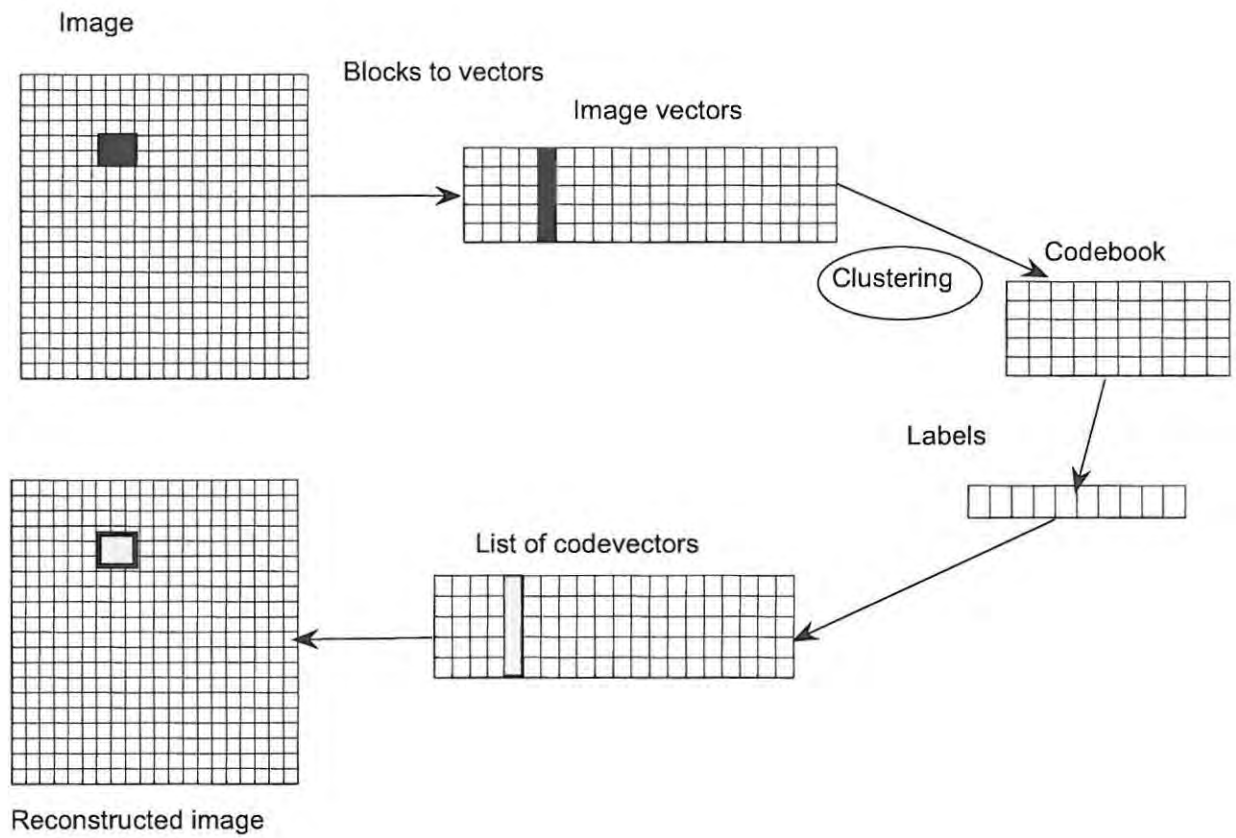 Image
Blocks to vectors
Image vectors
Clustering
Codebook
Labels
List of codevectors
Reconstructed image